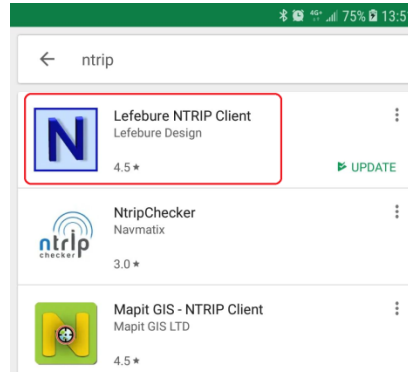 4G+ 75% 13:5
ntrip
N
Lefebure NTRIP Client
Lefebure Design
4.5★
UPDATE
ntrip
checker
NtripChecker
Navmatix
3.0★
N
Mapit GIS - NTRIP Client
Mapit GIS LTD
4.5★